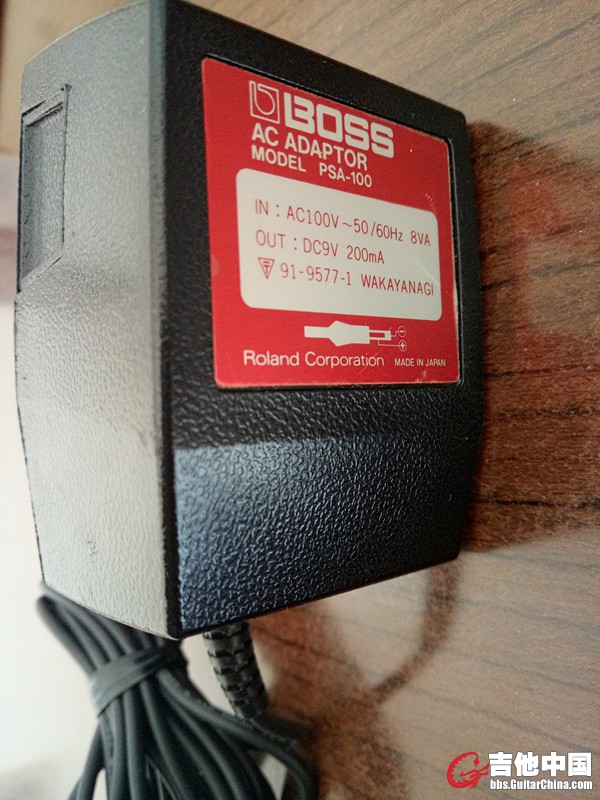 BOSS
AC ADAPTOR
MODEL PSA-100
IN : AC100V~50/60Hz 8VA
OUT : DC9V 200mA
91-9577-1 WAKAYANAGI
Roland Corporation MADE IN JAPAN
吉他中国
bbs.GuitarChina.com